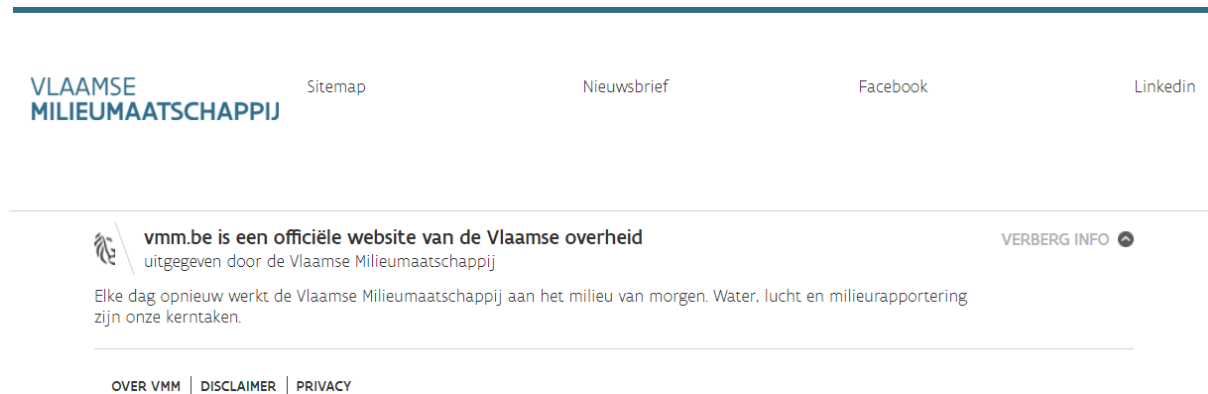 VLAAMSE
MILIEUMAATSCHAPPIJ
Sitemap
Nieuwsbrief
Facebook
Linkedin
vmm.be is een officiële website van de Vlaamse overheid
uitgegeven door de Vlaamse Milieumaatschappij
VERBERG INFO
Elke dag opnieuw werkt de Vlaamse Milieumaatschappij aan het milieu van morgen. Water, lucht en milieurapportering
zijn onze kerntaken.
OVER VMM | DISCLAIMER | PRIVACY